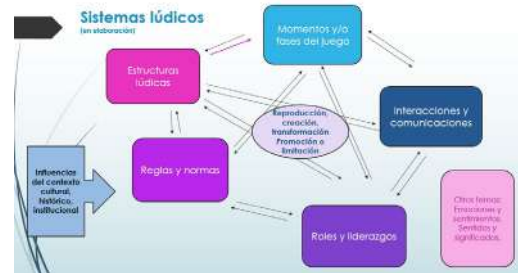 Sistemas lúdicos
(en elaboración)
Momentos y/o
fases del juego
Estructuras
lúdicas
Interacciones y
comunicaciones
Reproducción,
creación,
transformación
Promoción o
limitación
Influencias
del contexto
cultural,
histórico,
institucional
Reglas y normas
Roles y liderazgos
Otros temas:
Emociones y
sentimientos.
Sentidos y
significados.